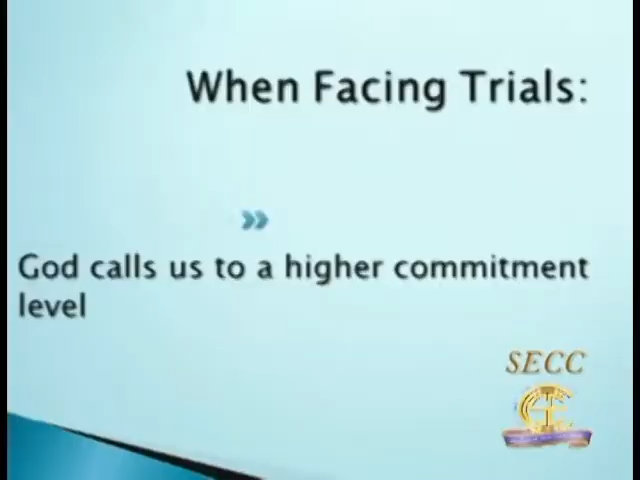 When Facing Trials:
God calls us to a higher commitment
level
SECC